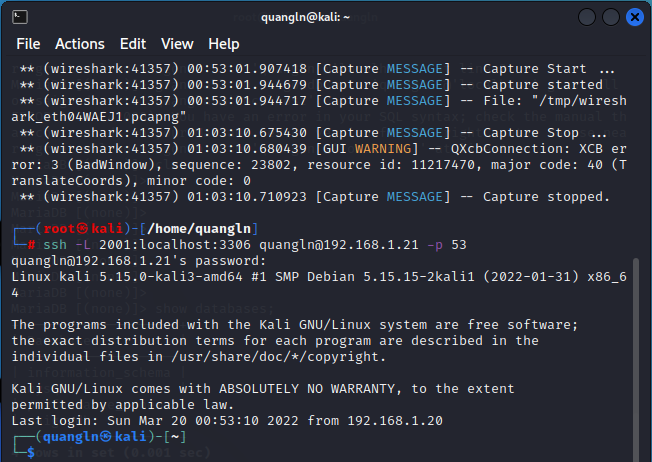 quangln@kali: ~
File Actions Edit View Help
** (wireshark:41357) 00:53:01.907418 [Capture MESSAGE] -- Capture Start ...
** (wireshark:41357) 00:53:01.944679 [Capture MESSAGE] -- Capture started
** (wireshark:41357) 00:53:01.944717 [Capture MESSAGE] -- File: "/tmp/wiresh
ark_eth04WAEJ1.pcapng"
** (wireshark:41357) 01:03:10.675430 [Capture MESSAGE] -- Capture Stop ...
** (wireshark:41357) 01:03:10.680439 [GUI WARNING] -- QXcbConnection: XCB er
ror: 3 (BadWindow), sequence: 23802, resource id: 11217470, major code: 40 (T
ranslateCoords), minor code: 0
** (wireshark:41357) 01:03:10.710923 [Capture MESSAGE] -- Capture stopped.
┌──(root㉿kali)-[/home/quangln]
└─# ssh -L 2001:localhost:3306 quangln@192.168.1.21 -p 53
quangln@192.168.1.21's password:
Linux kali 5.15.0-kali3-amd64 #1 SMP Debian 5.15.15-2kali1 (2022-01-31) x86_6
4
show databases;
The programs included with the Kali GNU/Linux system are free software;
the exact distribution terms for each program are described in the
individual files in /usr/share/doc/*/copyright.
Kali GNU/Linux comes with ABSOLUTELY NO WARRANTY, to the extent
permitted by applicable law.
Last login: Sun Mar 20 00:53:10 2022 from 192.168.1.20
┌──(quangln㉿kali)-[~]
└─$